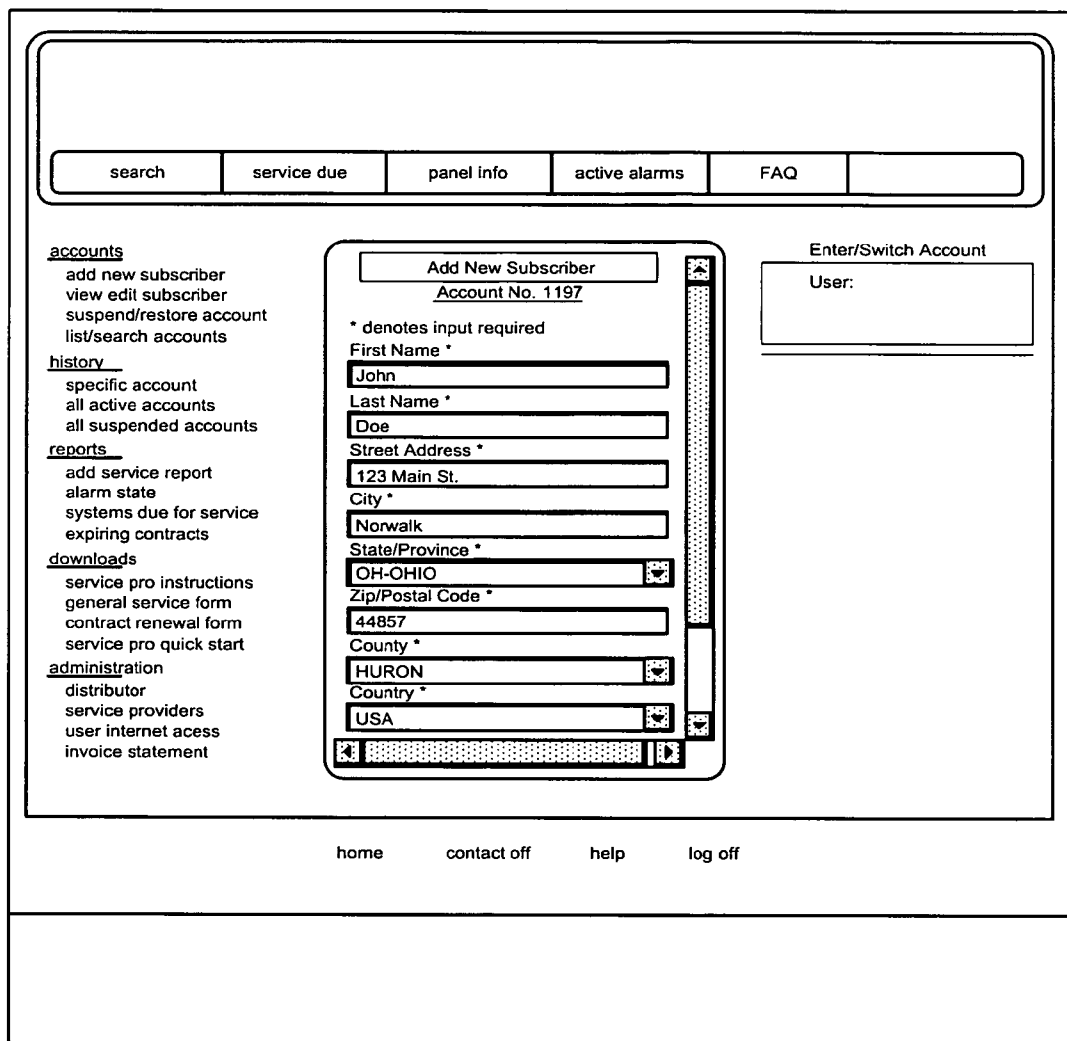 search service due panel info active alarms FAQ
accounts
add new subscriber
view edit subscriber
suspend/restore account
list/search accounts
history
specific account
all active accounts
all suspended accounts
reports
add service report
alarm state
systems due for service
expiring contracts
downloads
service pro instructions
general service form
contract renewal form
service pro quick start
administration
distributor
service providers
user internet acess
invoice statement
Add New Subscriber
Account No. 1197
* denotes input required
First Name *
John
Last Name *
Doe
Street Address *
123 Main St.
City *
Norwalk
State/Province *
OH-OHIO
Zip/Postal Code *
44857
County *
HURON
Country *
USA
Enter/Switch Account
User:
home contact off help log off